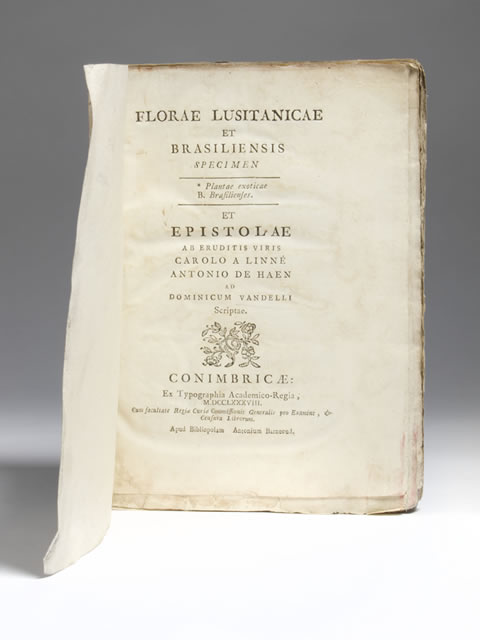 FLORAE LUSITANICAE
ET
BRASILIENSIS
SPECIMEN
* Plantae exoticae
B. Brasilienses.
ET
EPISTOLAE
AB ERUDITIS VIRIS
CAROLO A LINNÉ
ANTONIO DE HAEN
AD
DOMINICUM VANDELLI
Scriptae.
CONIMBRICÆ:
Ex Typographia Academico-Regia,
M.DCCLXXXVIII.
Cum facultate Regiae Curiae Commissionis Generalis pro Examine, &
Censura Librorum.
Apud Bibliopolam Antonium Barneoud.